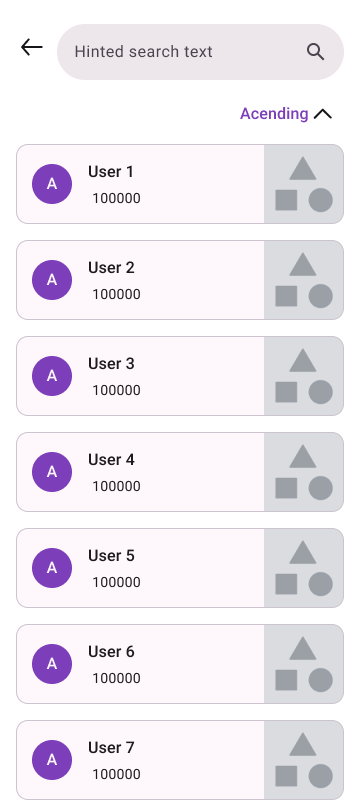 Hinted search text
Acending
A
User 1
100000
A
User 2
100000
A
User 3
100000
A
User 4
100000
A
User 5
100000
A
User 6
100000
A
User 7
100000